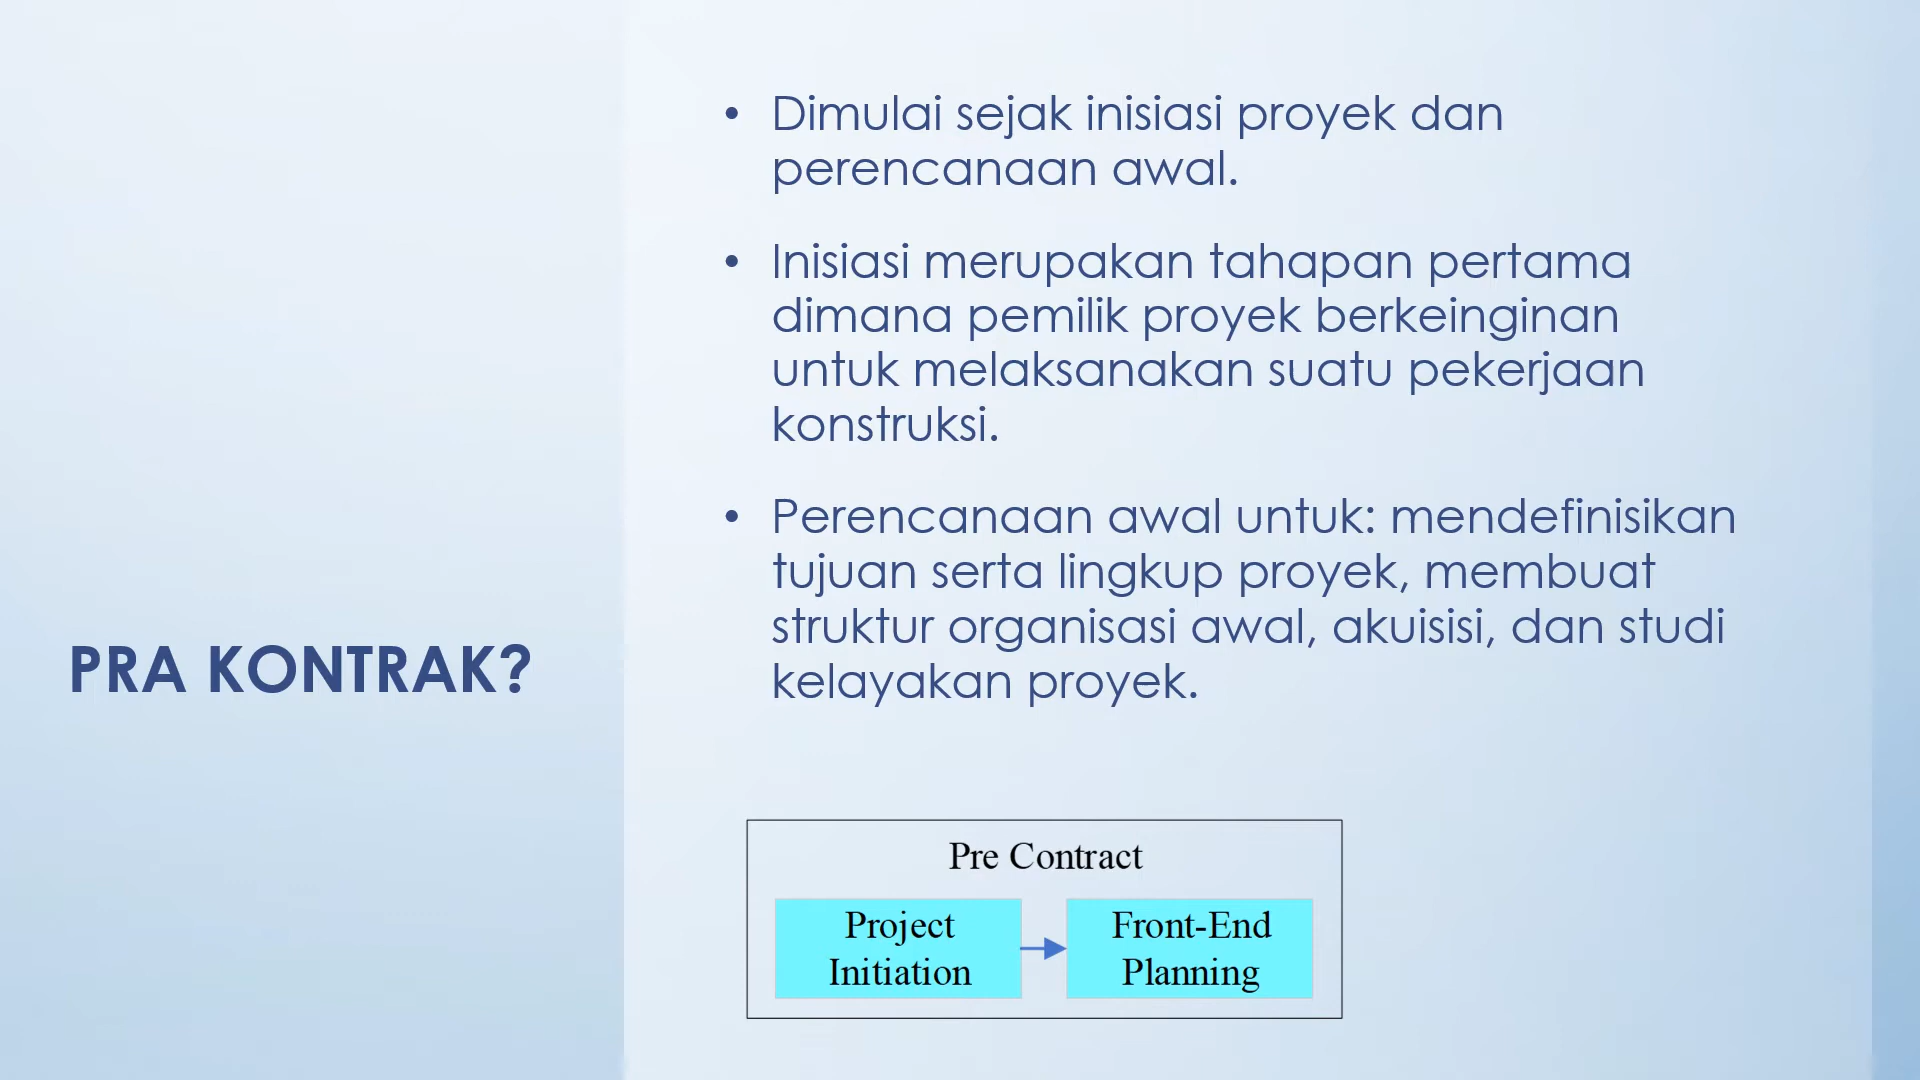 PRA KONTRAK?
• Dimulai sejak inisiasi proyek dan
perencanaan awal.
• Inisiasi merupakan tahapan pertama
dimana pemilik proyek berkeinginan
untuk melaksanakan suatu pekerjaan
konstruksi.
• Perencanaan awal untuk: mendefinisikan
tujuan serta lingkup proyek, membuat
struktur organisasi awal, akuisisi, dan studi
kelayakan proyek.
Pre Contract
Project
Initiation
Front-End
Planning